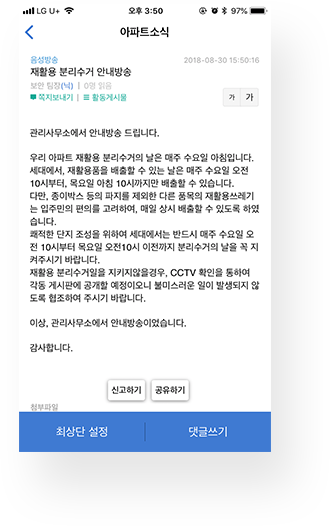 LG U+ 오후 3:50 97%
아파트소식
음성방송 2018-08-30 15:50:16
재활용 분리수거 안내방송
보안 팀장(닉) | 0명 읽음
쪽지보내기 | 활동게시물
가 가
관리사무소에서 안내방송 드립니다.
우리 아파트 재활용 분리수거의 날은 매주 수요일 아침입니다.
세대에서, 재활용품을 배출할 수 있는 날은 매주 수요일 오전
10시부터, 목요일 아침 10시까지만 배출할 수 있습니다.
다만, 종이박스 등의 파지를 제외한 다른 품목의 재활용쓰레기
는 입주민의 편의를 고려하여, 매일 상시 배출할 수 있도록 하였
습니다.
쾌적한 단지 조성을 위하여 세대에서는 반드시 매주 수요일 오
전 10시부터 목요일 오전10시 이전까지 분리수거의 날을 꼭 지
켜주시기 바랍니다.
재활용 분리수거일을 지키지않을경우, CCTV 확인을 통하여
각동 게시판에 공개할 예정이오니 불미스러운 일이 발생되지 않
도록 협조하여 주시기 바랍니다.
이상, 관리사무소에서 안내방송이었습니다.
감사합니다.
신고하기 공유하기
첨부파일
최상단 설정 댓글쓰기